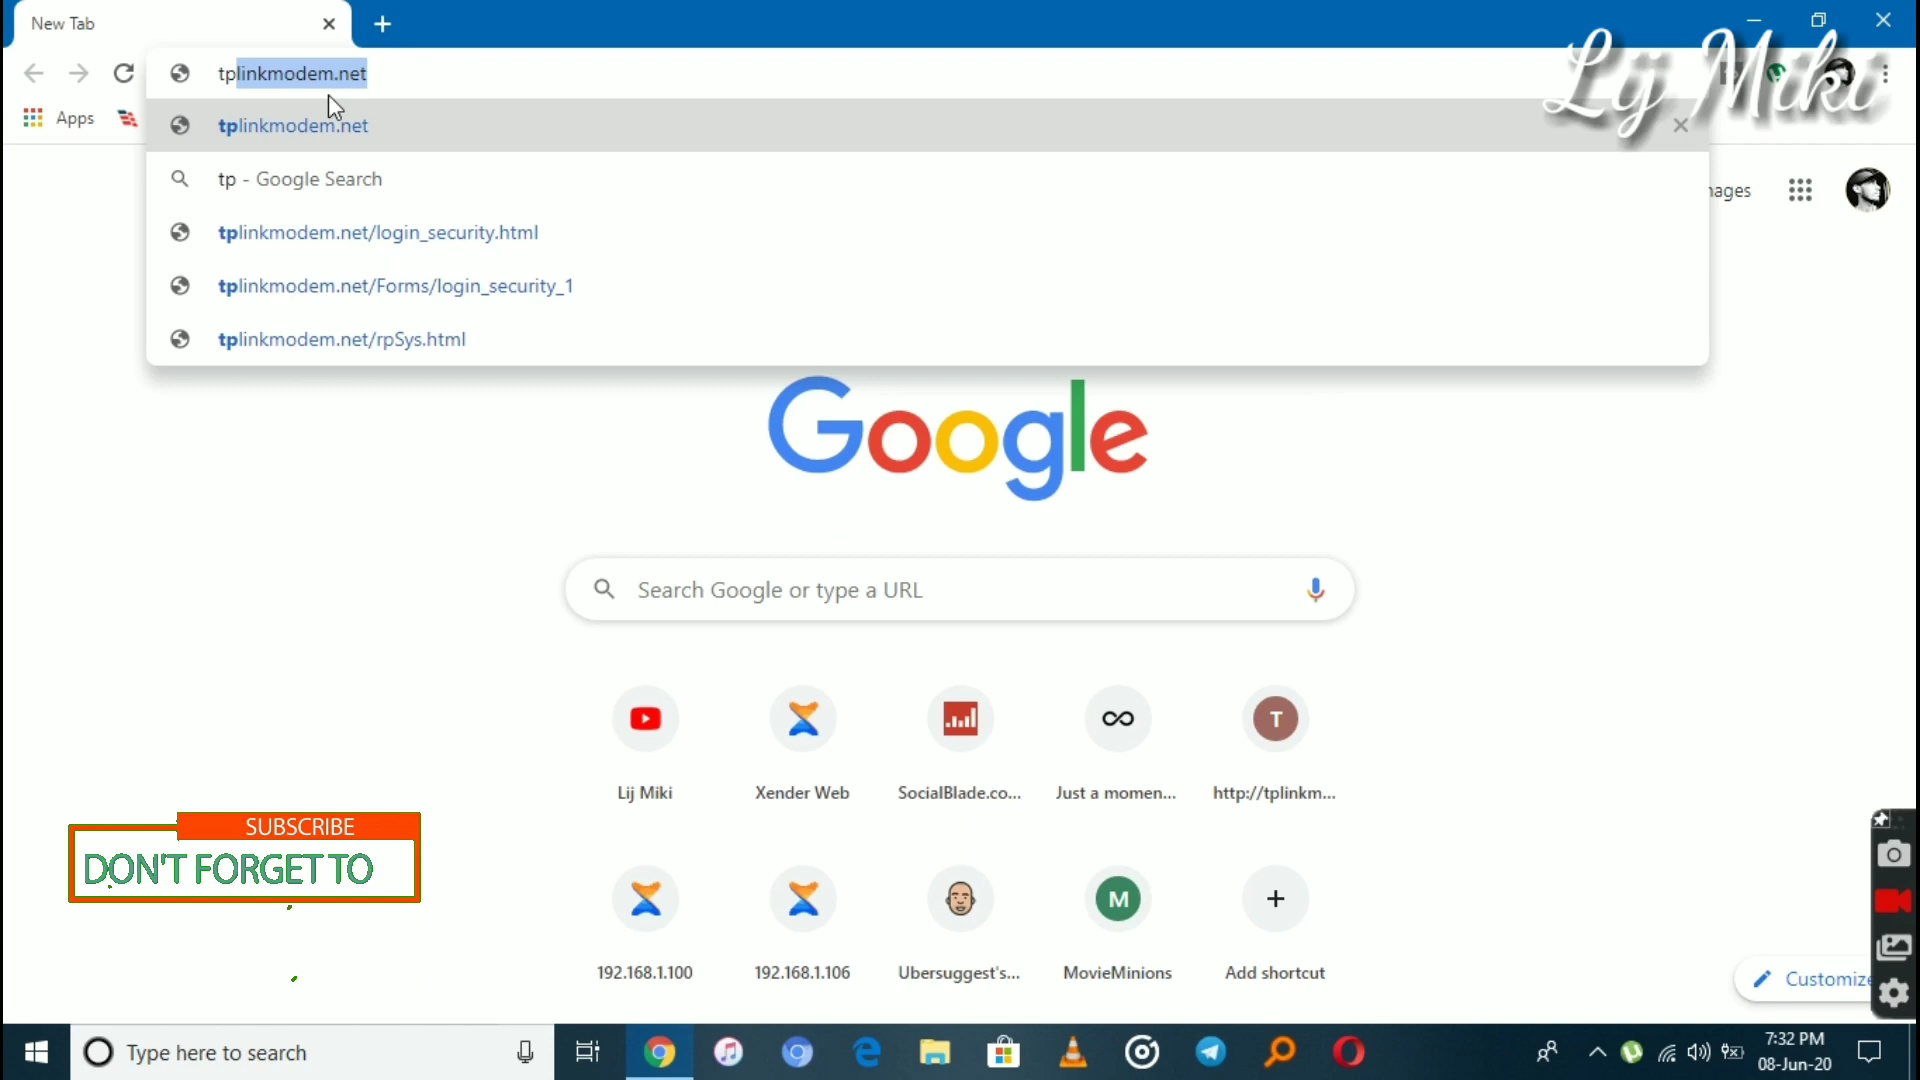 New Tab
Lij Miki
tplinkmodem.net
Apps
tplinkmodem.net
tp - Google Search
tplinkmodem.net/login_security.html
tplinkmodem.net/Forms/login_security_1
tplinkmodem.net/rpSys.html
Google
Search Google or type a URL
T
Lij Miki
Xender Web
SocialBlade.co...
Just a momen...
http://tplinkm...
SUBSCRIBE
DON'T FORGET TO
M
192.168.1.100
192.168.1.106
Ubersuggest's...
MovieMinions
Add shortcut
Customize
Type here to search
7:32 PM
08-Jun-20